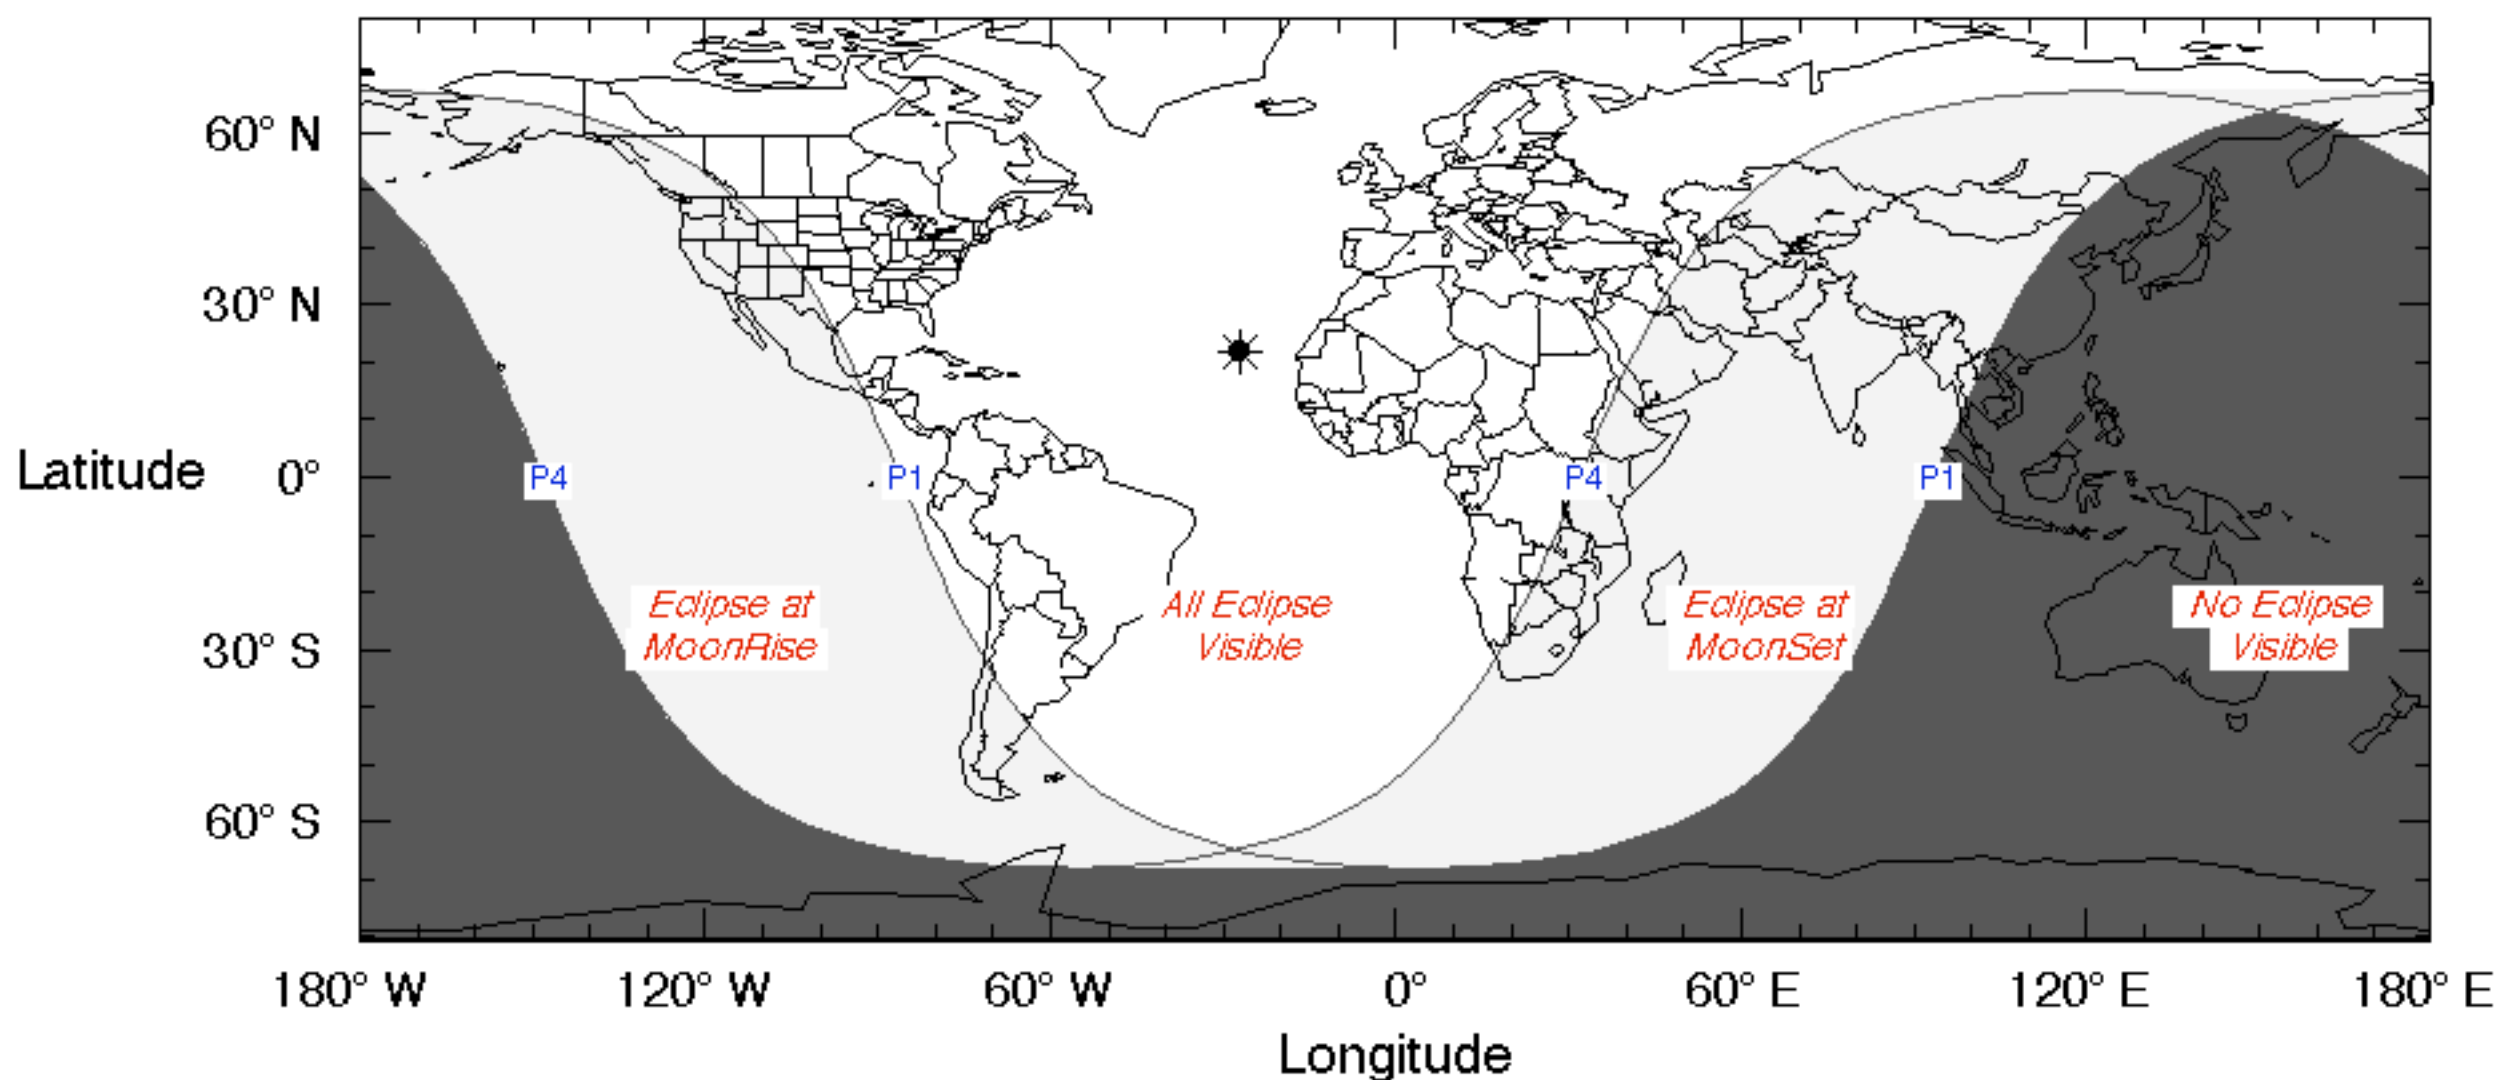 60° N
30° N
Latitude
0°
P4
P1
P4
P1
Eclipse at
MoonRise
All Eclipse
Visible
Eclipse at
MoonSet
No Eclipse
Visible
30° S
60° S
180° W
120° W
60° W
0°
60° E
120° E
180° E
Longitude